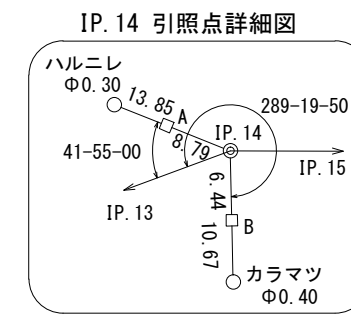 IP.14 引照点詳細図
ハルニレ
Φ0.30
13.85
A
8.79
289-19-50
IP.14
41-55-00
IP.15
IP.13
6.44
B
10.67
カラマツ
Φ0.40